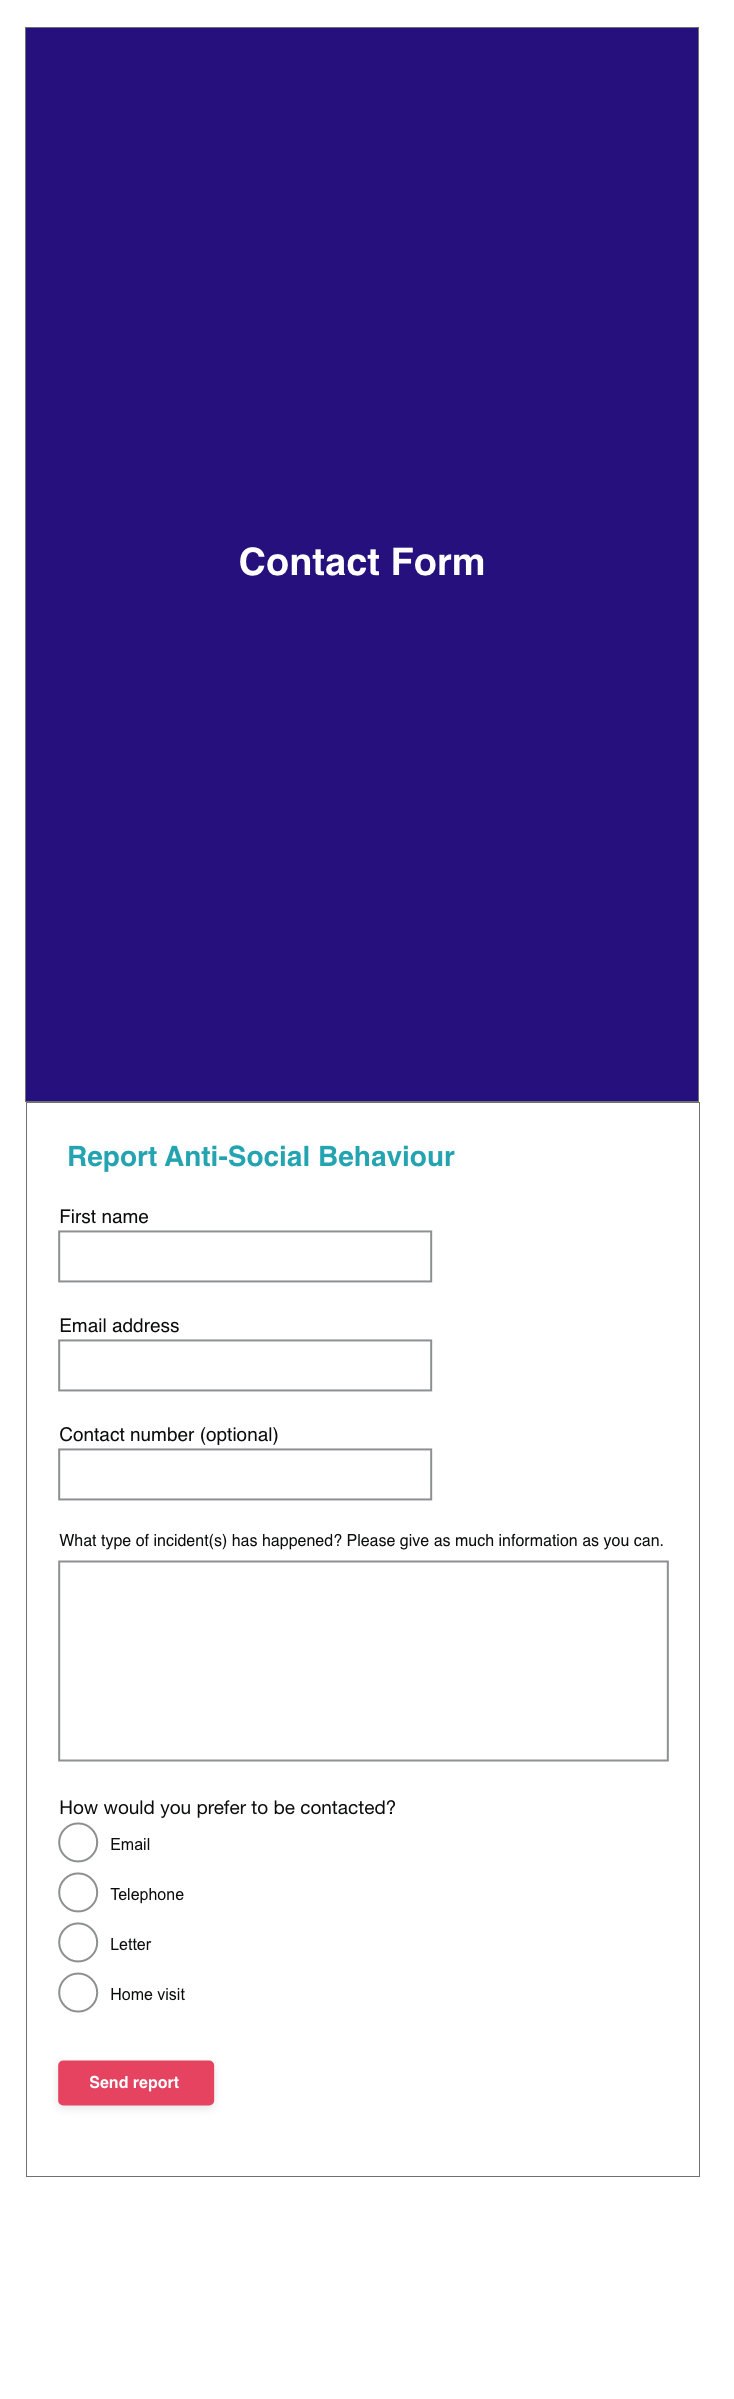 Contact Form
Report Anti-Social Behaviour
First name
Email address
Contact number (optional)
What type of incident(s) has happened? Please give as much information as you can.
How would you prefer to be contacted?
Email
Telephone
Letter
Home visit
Send report